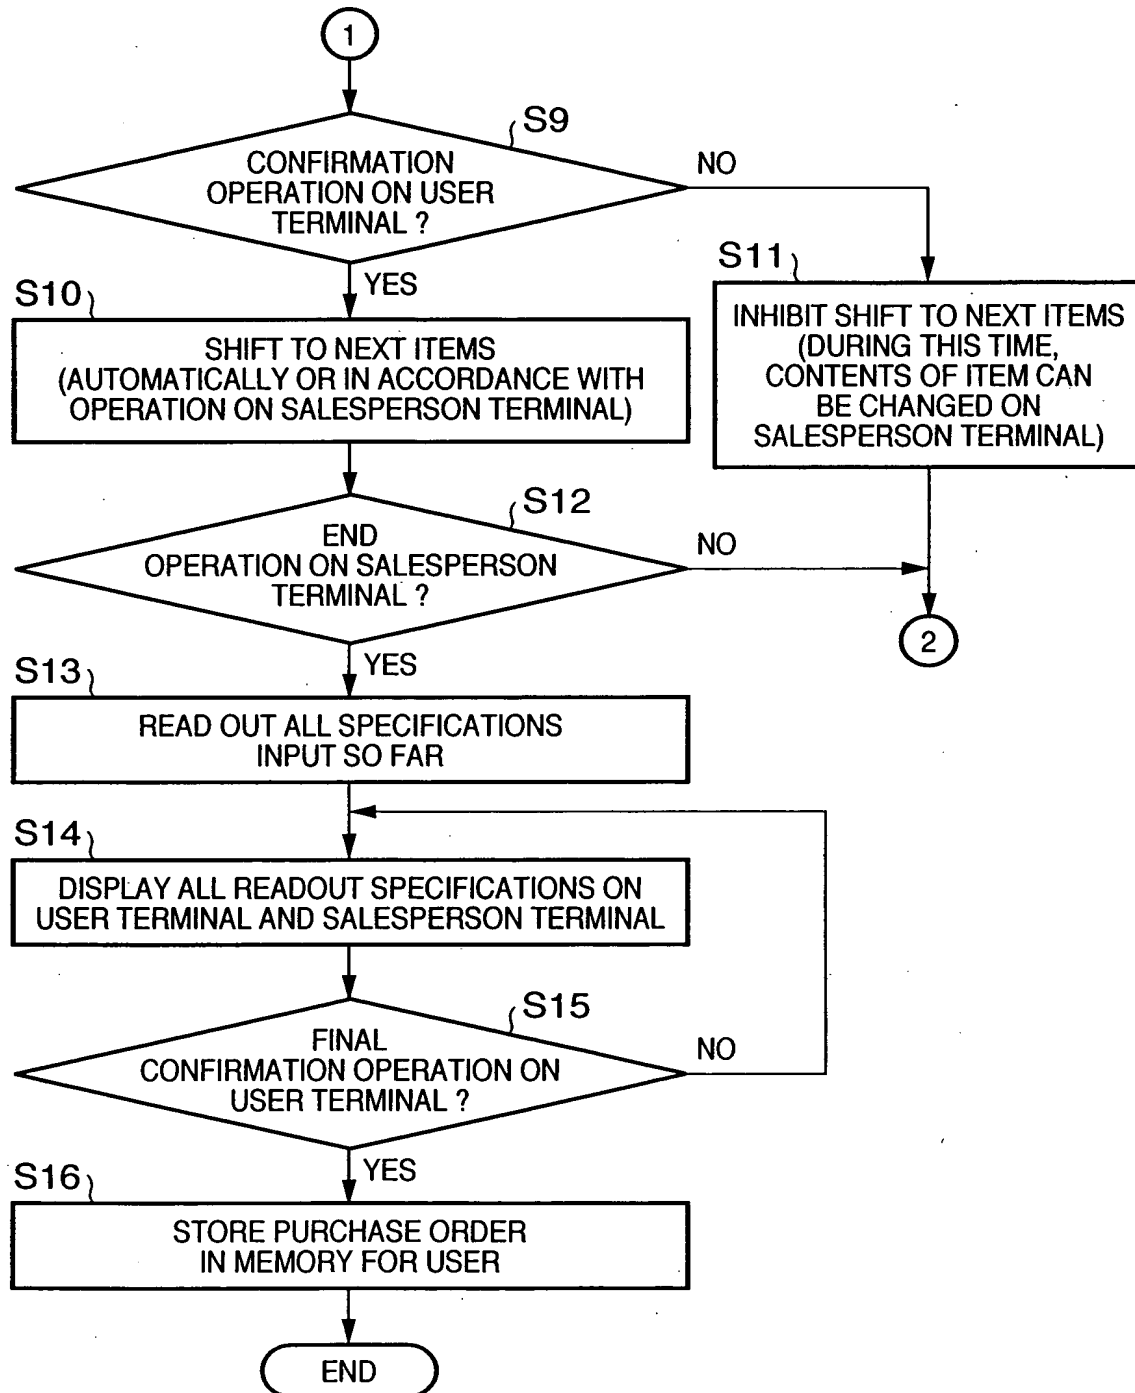 1
S9
CONFIRMATION
OPERATION ON USER
TERMINAL ?
NO
YES
S10
SHIFT TO NEXT ITEMS
(AUTOMATICALLY OR IN ACCORDANCE WITH
OPERATION ON SALESPERSON TERMINAL)
S11
INHIBIT SHIFT TO NEXT ITEMS
(DURING THIS TIME,
CONTENTS OF ITEM CAN
BE CHANGED ON
SALESPERSON TERMINAL)
S12
END
OPERATION ON SALESPERSON
TERMINAL ?
NO
2
YES
S13
READ OUT ALL SPECIFICATIONS
INPUT SO FAR
S14
DISPLAY ALL READOUT SPECIFICATIONS ON
USER TERMINAL AND SALESPERSON TERMINAL
S15
FINAL
CONFIRMATION OPERATION ON
USER TERMINAL ?
NO
YES
S16
STORE PURCHASE ORDER
IN MEMORY FOR USER
END